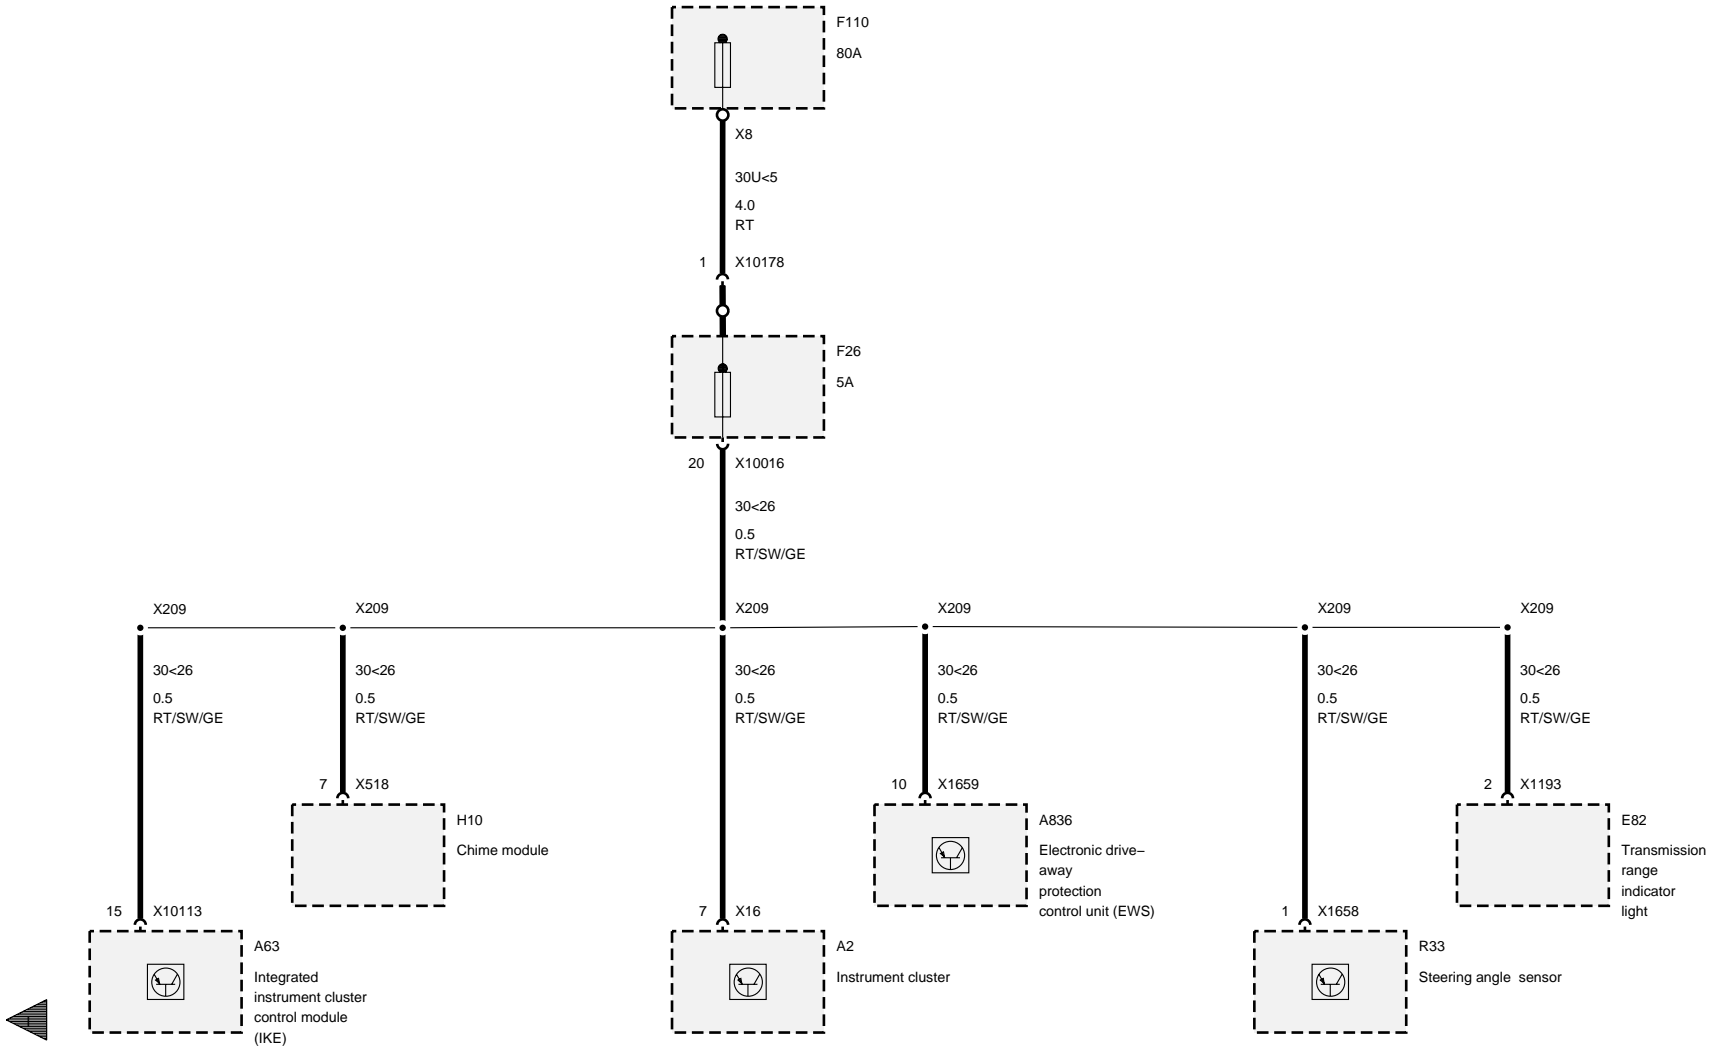 F110
80A
X8
30U<5
4.0
RT
1 X10178
F26
5A
20 X10016
30<26
0.5
RT/SW/GE
X209 X209 X209 X209 X209 X209
30<26 30<26 30<26 30<26 30<26 30<26
0.5 0.5 0.5 0.5 0.5 0.5
RT/SW/GE RT/SW/GE RT/SW/GE RT/SW/GE RT/SW/GE RT/SW/GE
7 X518
10 X1659
2 X1193
H10
Chime module
A836
Electronic drive–
away
protection
control unit (EWS)
E82
Transmission
range
indicator
light
15 X10113
7 X16
1 X1658
A63
Integrated
instrument cluster
control module
(IKE)
A2
Instrument cluster
R33
Steering angle sensor